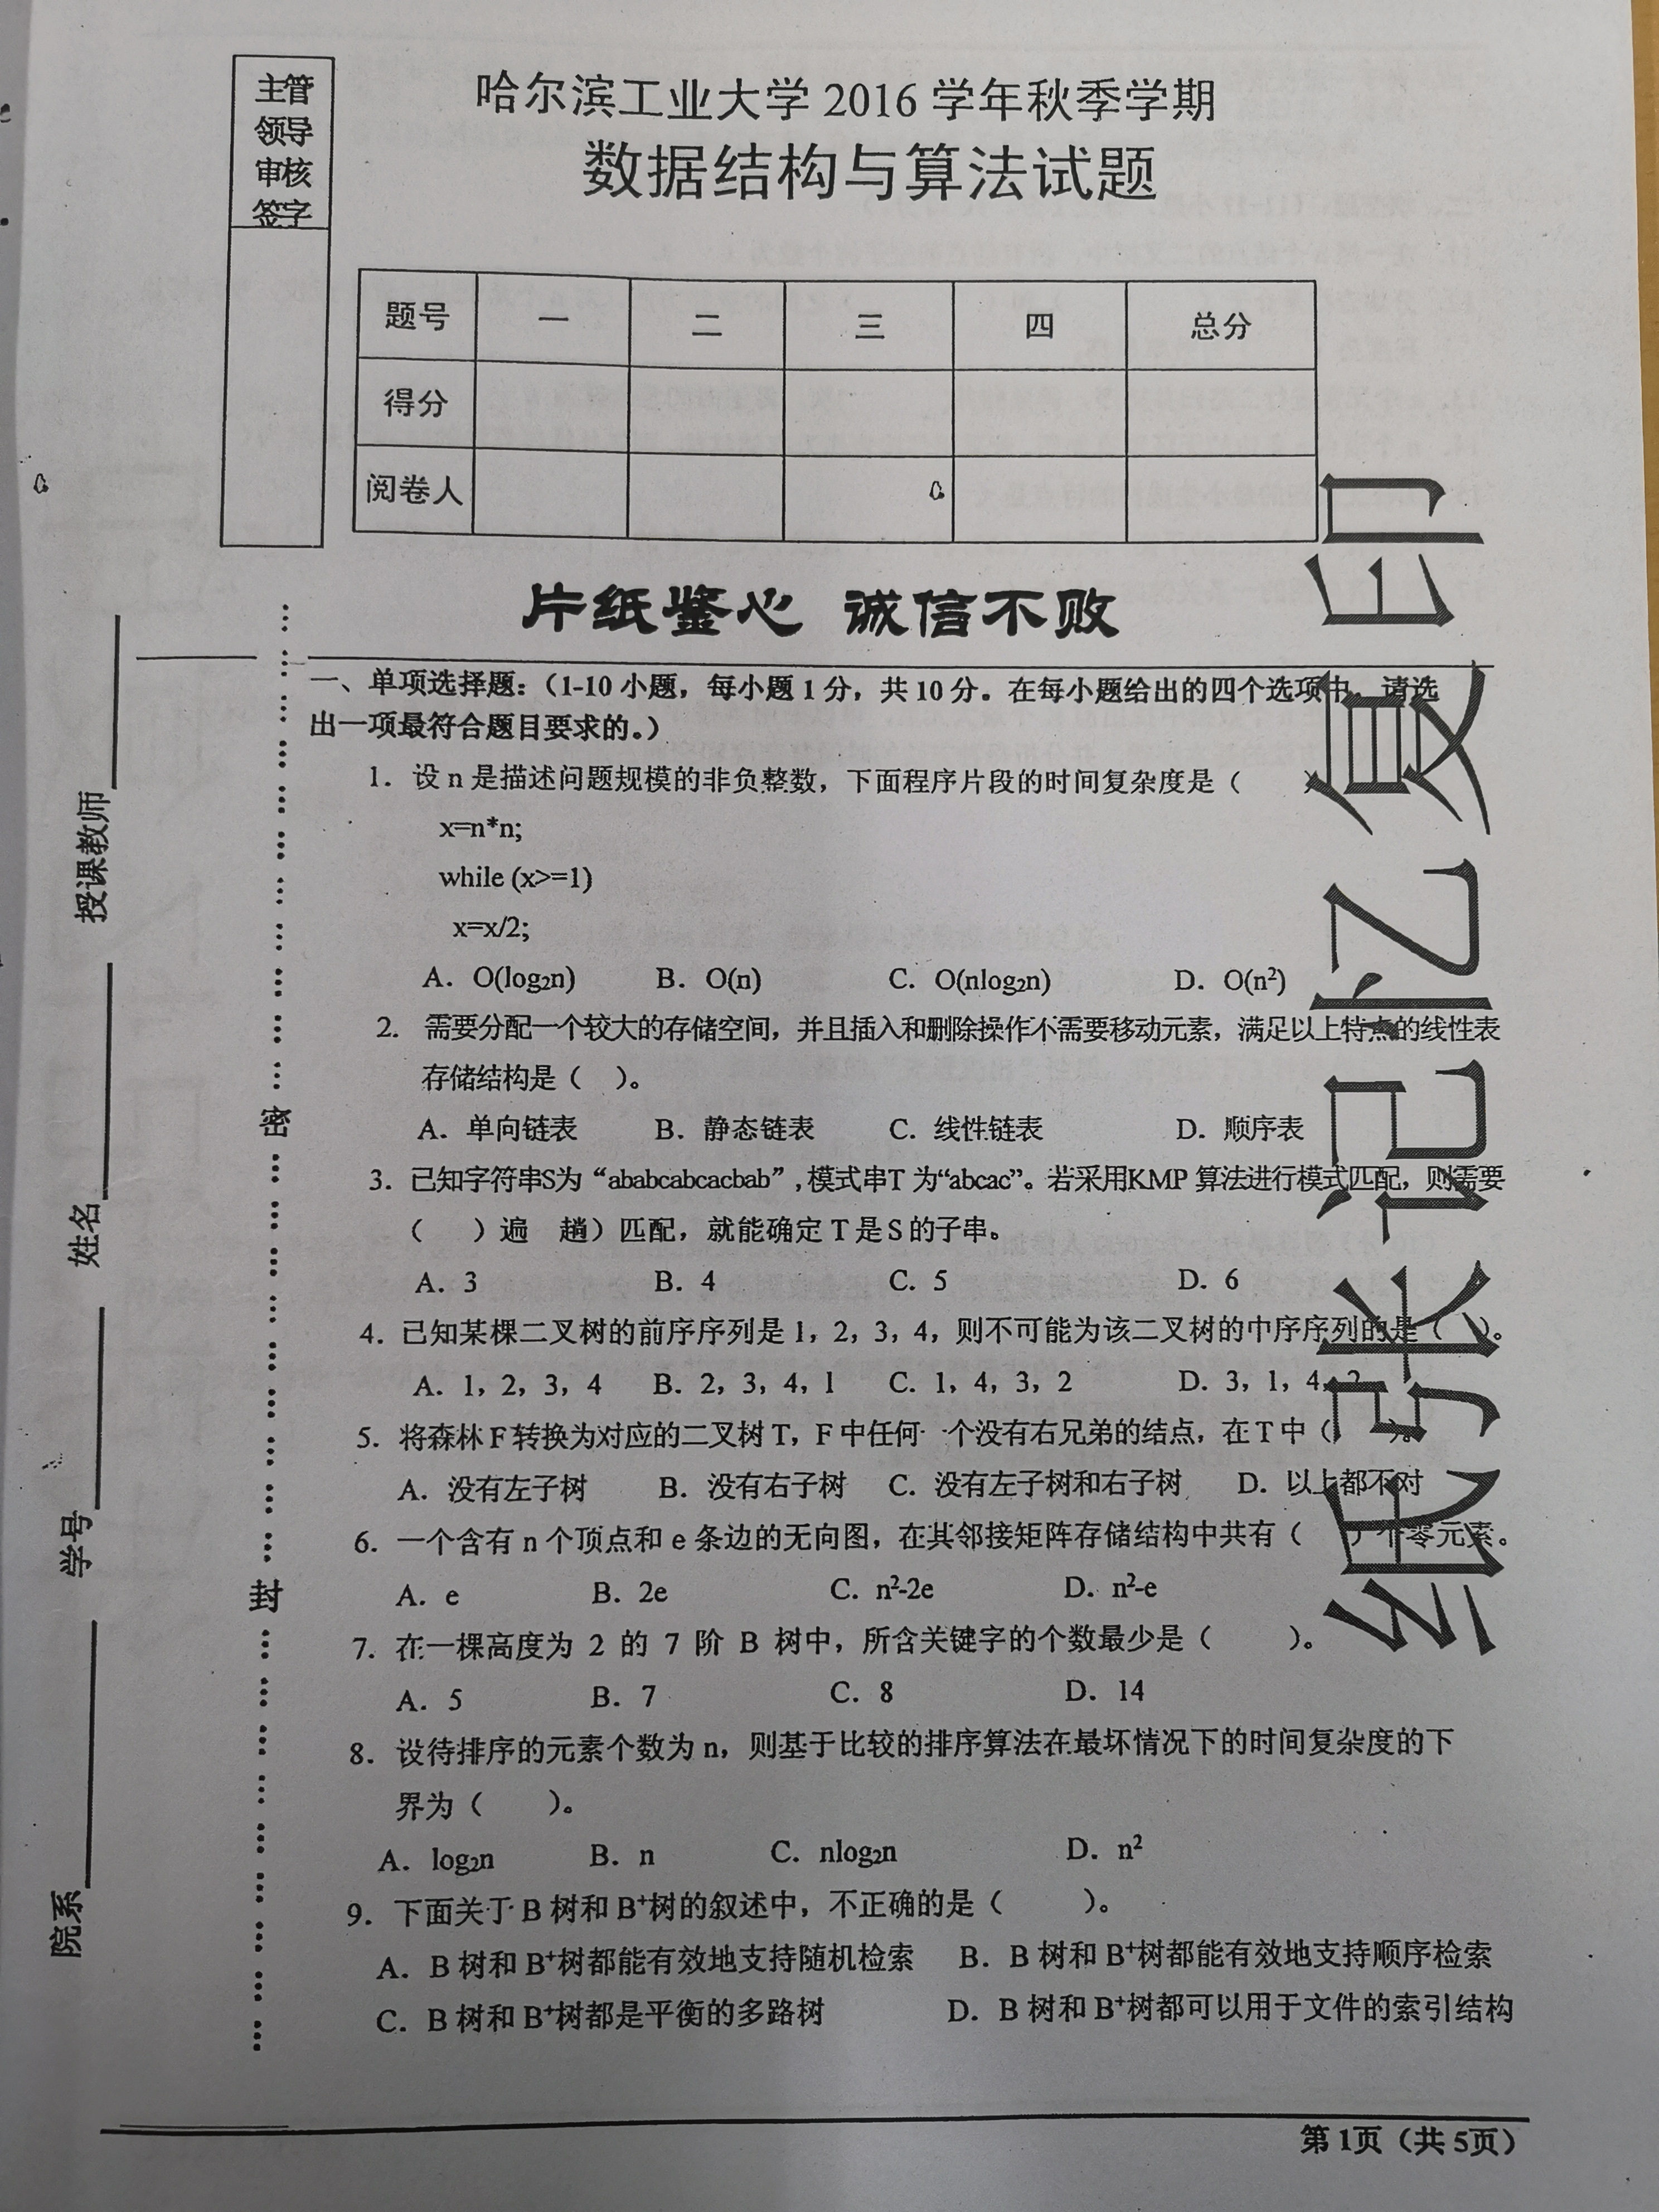 主管
领导
审核
签字
哈尔滨工业大学 2016 学年秋季学期
数据结构与算法试题
题号 一 二 三 四 总分
得分
阅卷人
片纸鉴心 诚信不败
一、单项选择题:(1-10 小题，每小题 1 分，共 10 分。在每小题给出的四个选项中，请选
出一项最符合题目要求的。)
1. 设 n 是描述问题规模的非负整数，下面程序片段的时间复杂度是（ ）
x=n*n;
while (x>=1)
x=x/2;
A. O(log₂n) B. O(n) C. O(nlog₂n) D. O(n²)
2. 需要分配一个较大的存储空间，并且插入和删除操作不需要移动元素，满足以上特点的线性表
存储结构是（ ）。
A. 单向链表 B. 静态链表 C. 线性链表 D. 顺序表
3. 已知字符串S为“ababcabcacbab”, 模式串T 为“abcac”。若采用KMP 算法进行模式匹配，则需要
（ ）遍 趟）匹配，就能确定 T 是 S 的子串。
A. 3 B. 4 C. 5 D. 6
4. 已知某棵二叉树的前序序列是 1，2，3，4，则不可能为该二叉树的中序序列的是（ ）。
A. 1，2，3，4 B. 2，3，4，1 C. 1，4，3，2 D. 3，1，4，2
5. 将森林 F 转换为对应的二叉树 T，F 中任何 个没有右兄弟的结点，在 T 中（ ）。
A. 没有左子树 B. 没有右子树 C. 没有左子树和右子树 D. 以上都不对
6. 一个含有 n 个顶点和 e 条边的无向图，在其邻接矩阵存储结构中共有（ ）个零元素。
A. e B. 2e C. n²-2e D. n²-e
7. 在一棵高度为 2 的 7 阶 B 树中，所含关键字的个数最少是（ ）。
A. 5 B. 7 C. 8 D. 14
8. 设待排序的元素个数为 n，则基于比较的排序算法在最坏情况下的时间复杂度的下
界为（ ）。
A. log₂n B. n C. nlog₂n D. n²
9. 下面关于 B 树和 B⁺树的叙述中，不正确的是（ ）。
A. B 树和 B⁺树都能有效地支持随机检索 B. B 树和 B⁺树都能有效地支持顺序检索
C. B 树和 B⁺树都是平衡的多路树 D. B 树和 B⁺树都可以用于文件的索引结构
第 1页（共 5页）
授课教师
姓名
学号
院系
密
封
纸张记忆复印